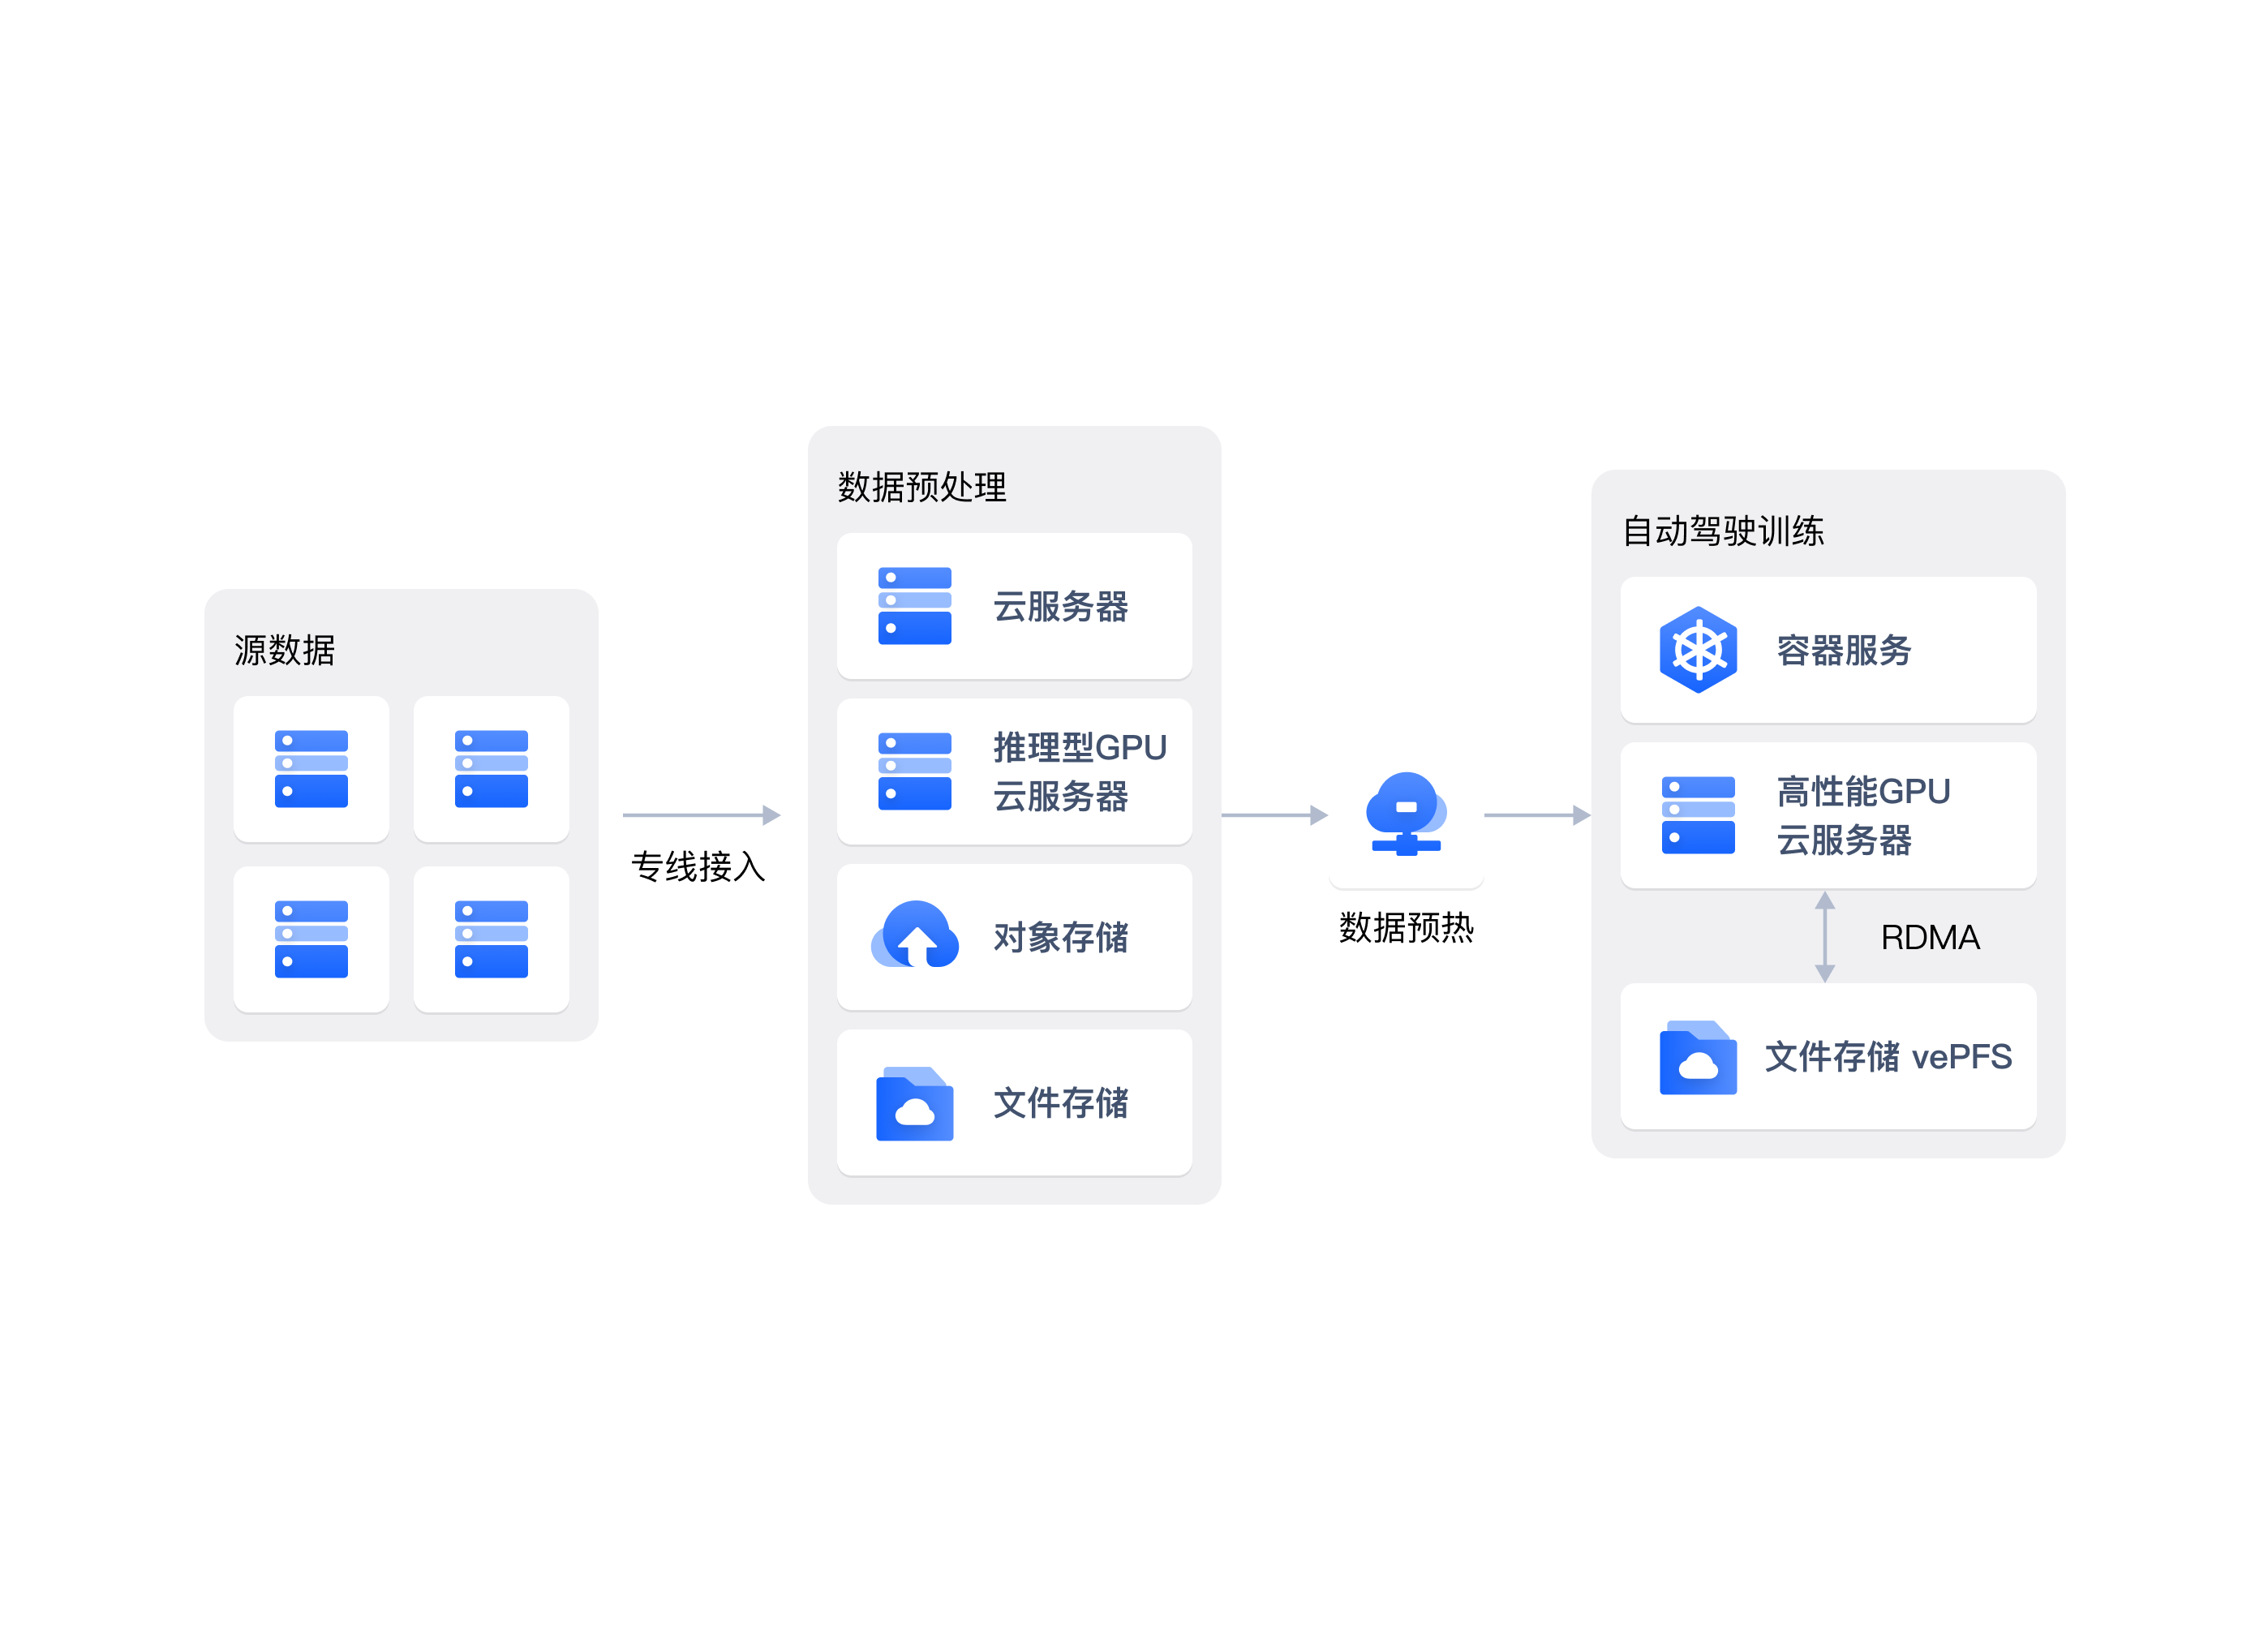 源数据
专线接入
数据预处理
云服务器
推理型GPU
云服务器
对象存储
文件存储
数据预热
自动驾驶训练
容器服务
高性能GPU
云服务器
RDMA
文件存储 vePFS